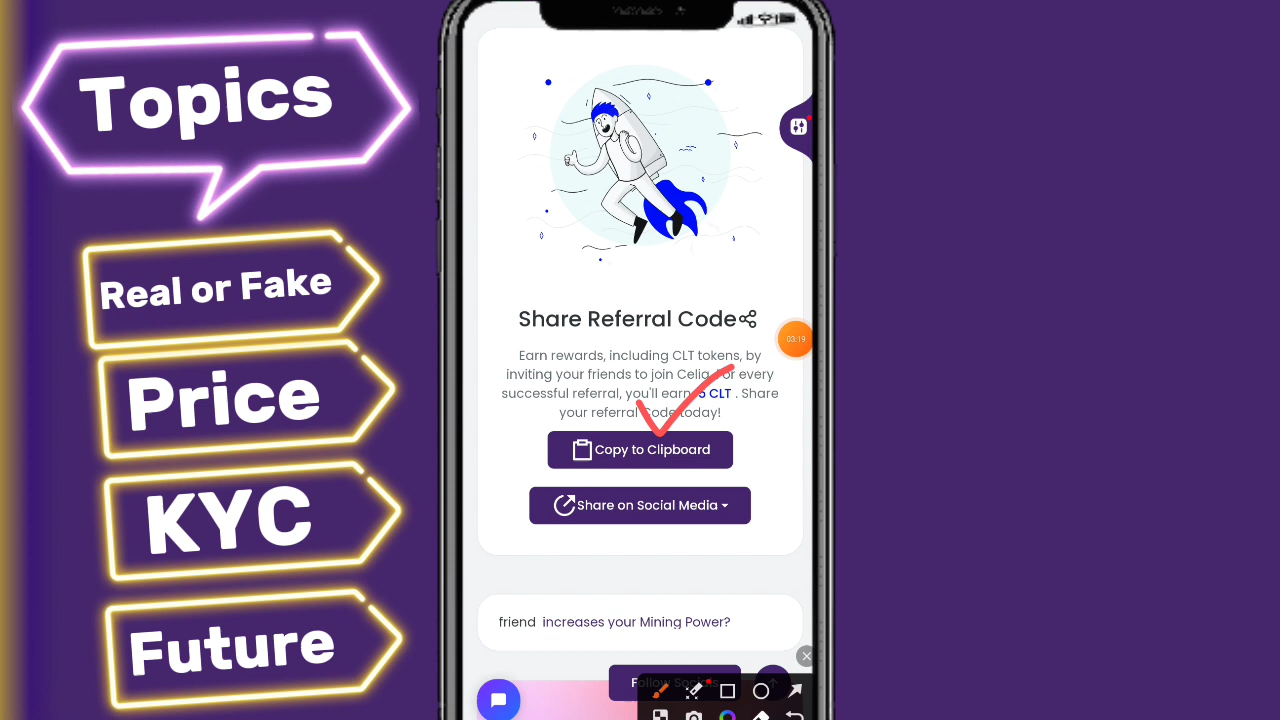 Topics
Real or Fake
Price
KYC
Future
Share Referral Code
03:19
Earn rewards, including CLT tokens, by
inviting your friends to join Celia. For every
successful referral, you'll earn 5 CLT . Share
your referral Code today!
Copy to Clipboard
Share on Social Media
friend increases your Mining Power?
Follow Socials